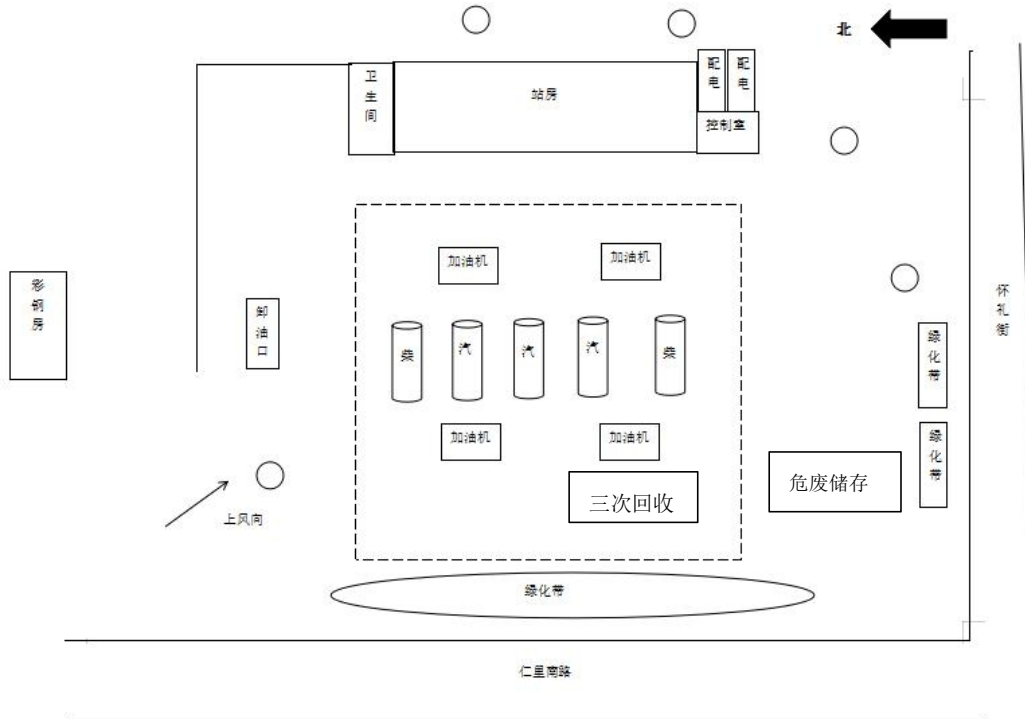 北
卫生间
站房
配电
配电
控制室
加油机
加油机
彩钢房
卸油口
怀礼街
柴
汽
汽
汽
柴
绿化带
绿化带
加油机
加油机
三次回收
危废储存
上风向
绿化带
仁里南路